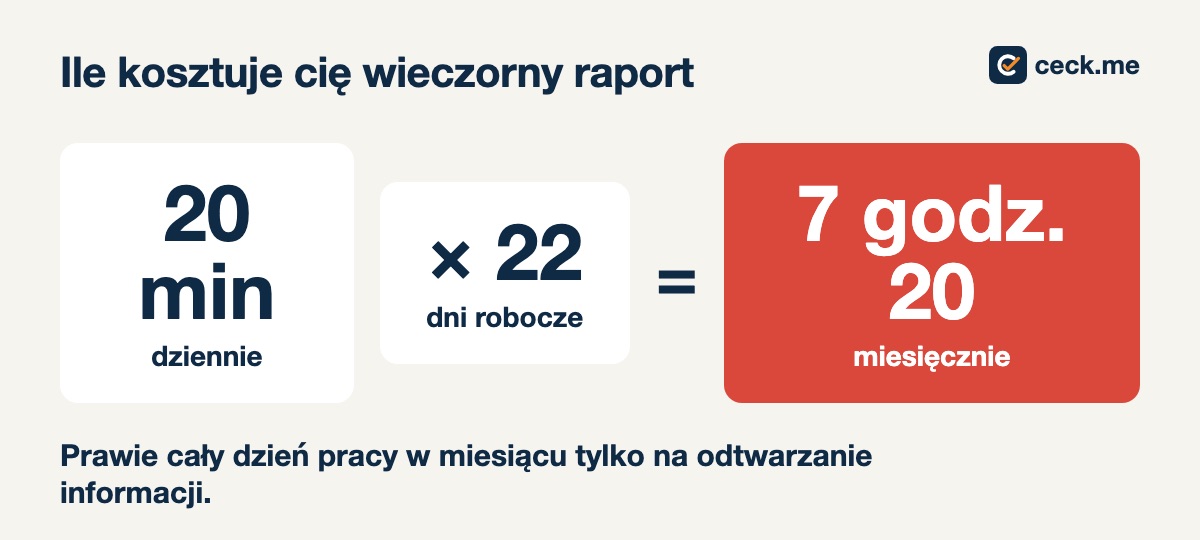 Ile kosztuje cię wieczorny raport
ceck.me
20
min
dziennie
× 22
dni robocze
=
7 godz.
20
miesięcznie
Prawie cały dzień pracy w miesiącu tylko na odtwarzanie
informacji.